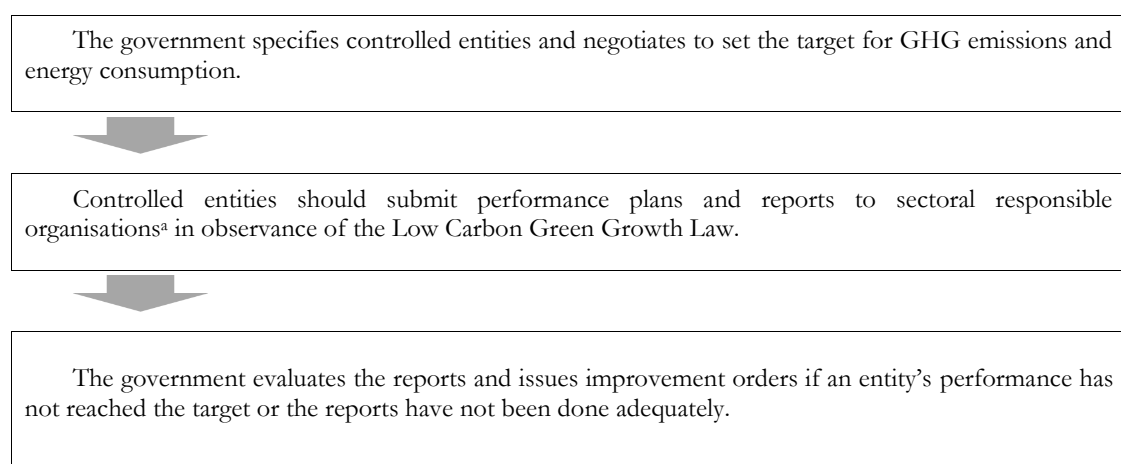 The government specifies controlled entities and negotiates to set the target for GHG emissions and
energy consumption.
Controlled entities should submit performance plans and reports to sectoral responsible
organisationsᵃ in observance of the Low Carbon Green Growth Law.
The government evaluates the reports and issues improvement orders if an entity’s performance has
not reached the target or the reports have not been done adequately.